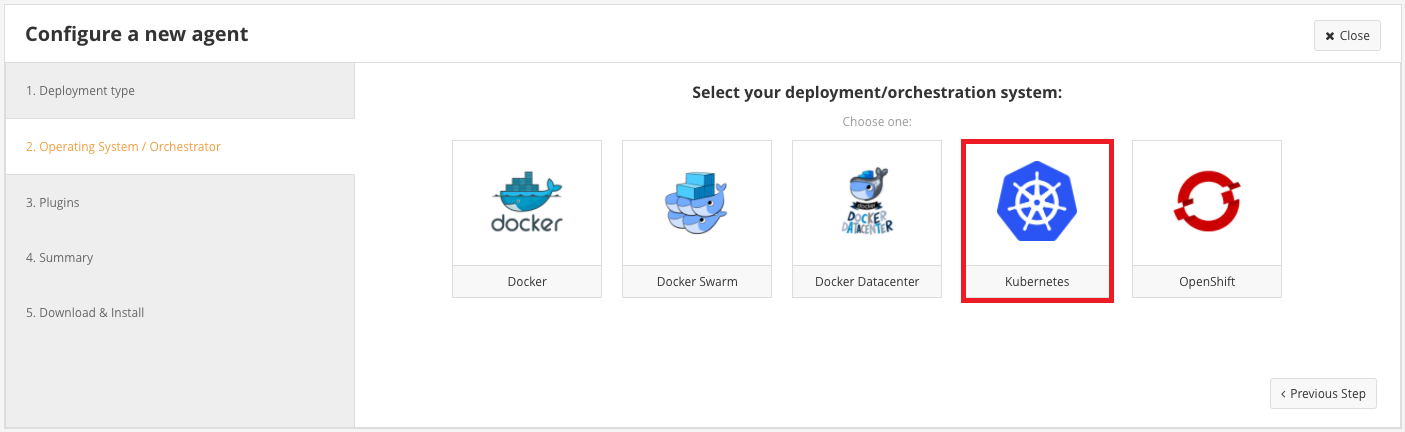 Configure a new agent
✖ Close
1. Deployment type
2. Operating System / Orchestrator
3. Plugins
4. Summary
5. Download & Install
Select your deployment/orchestration system:
Choose one:
docker
docker
DOCKER
DATACENTER
Docker
Docker Swarm
Docker Datacenter
Kubernetes
OpenShift
‹ Previous Step